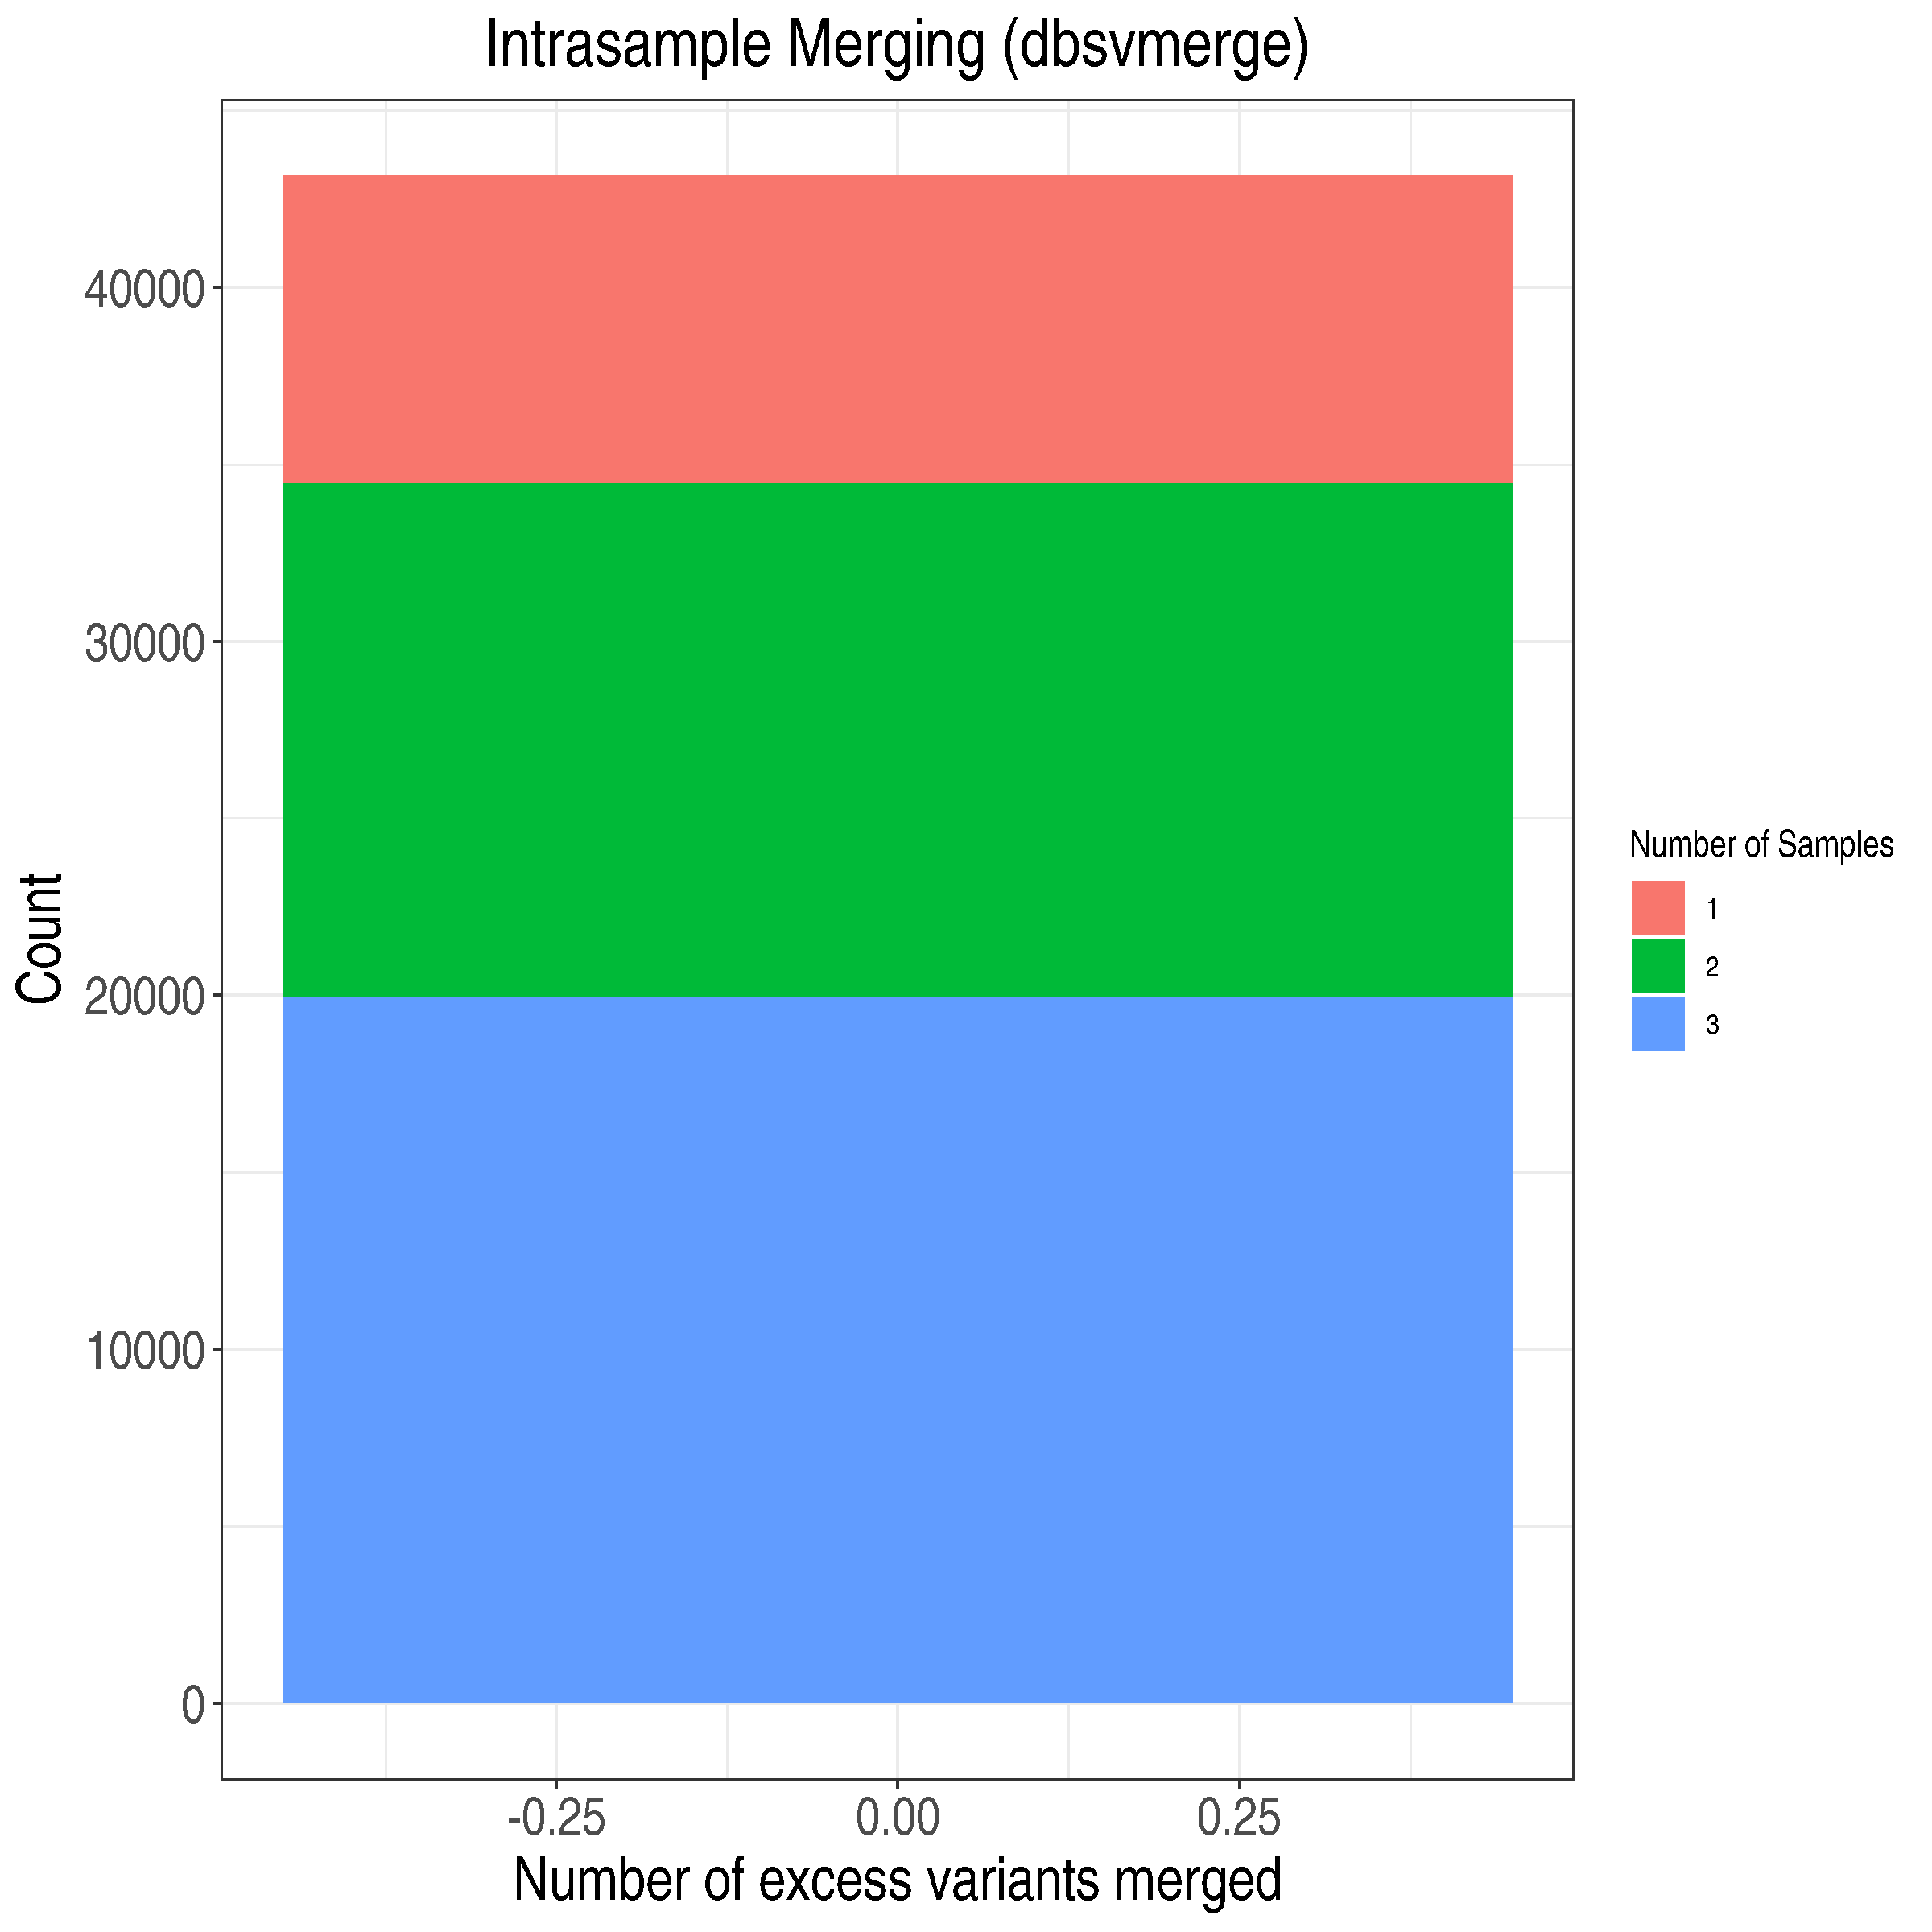 Intrasample Merging (dbsvmerge)
40000
30000
20000
10000
0
Count
-0.25 0.00 0.25
Number of excess variants merged
Number of Samples
1
2
3